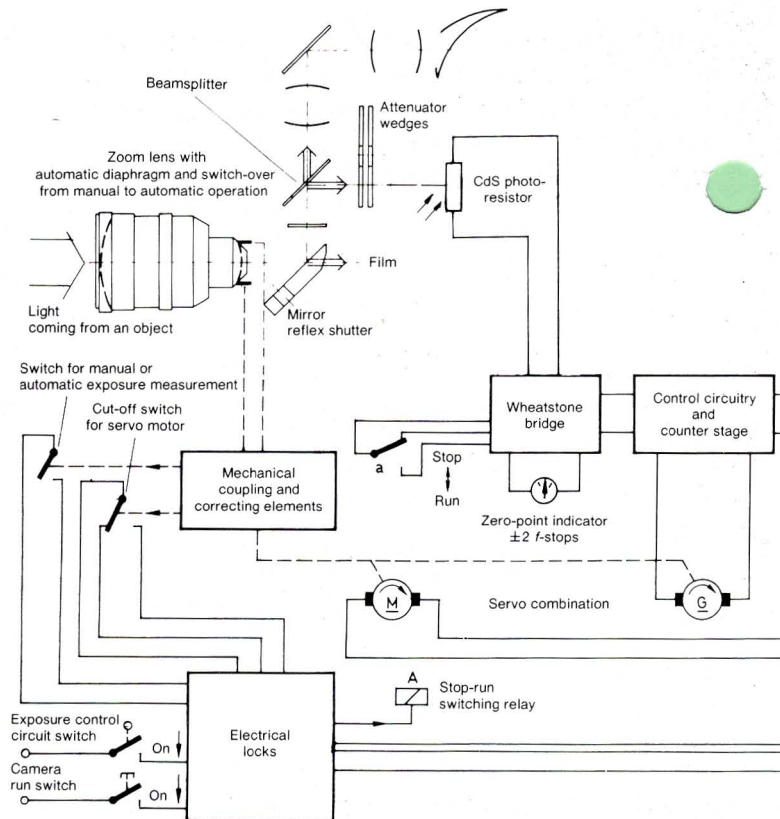 Beamsplitter
Attenuator
wedges
Zoom lens with
automatic diaphragm and switch-over
from manual to automatic operation
CdS photo-
resistor
Film
Light
coming from an object
Mirror
reflex shutter
Switch for manual or
automatic exposure measurement
Cut-off switch
for servo motor
Wheatstone
bridge
Control circuitry
and
counter stage
a
Stop
Run
Mechanical
coupling and
correcting elements
Zero-point indicator
±2 f-stops
M
Servo combination
G
A
Stop-run
switching relay
Exposure control
circuit switch
On
Electrical
locks
Camera
run switch
On